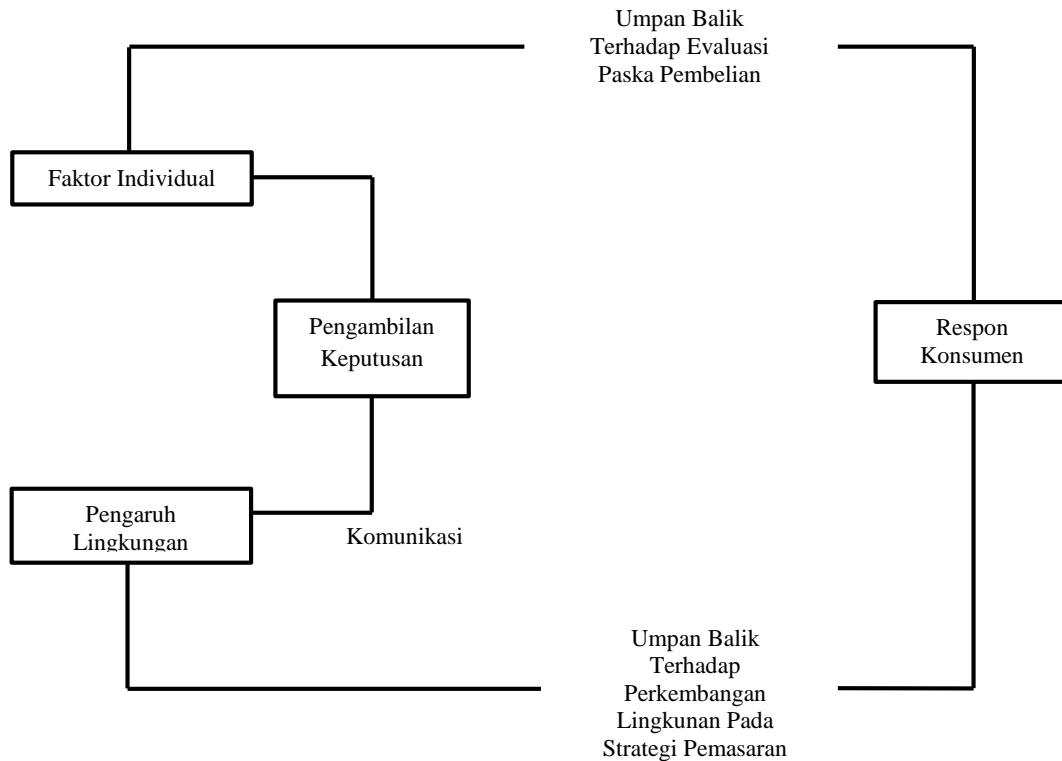 Umpan Balik
Terhadap Evaluasi
Paska Pembelian
Faktor Individual
Pengambilan
Keputusan
Respon
Konsumen
Pengaruh
Lingkungan
Komunikasi
Umpan Balik
Terhadap
Perkembangan
Lingkunan Pada
Strategi Pemasaran